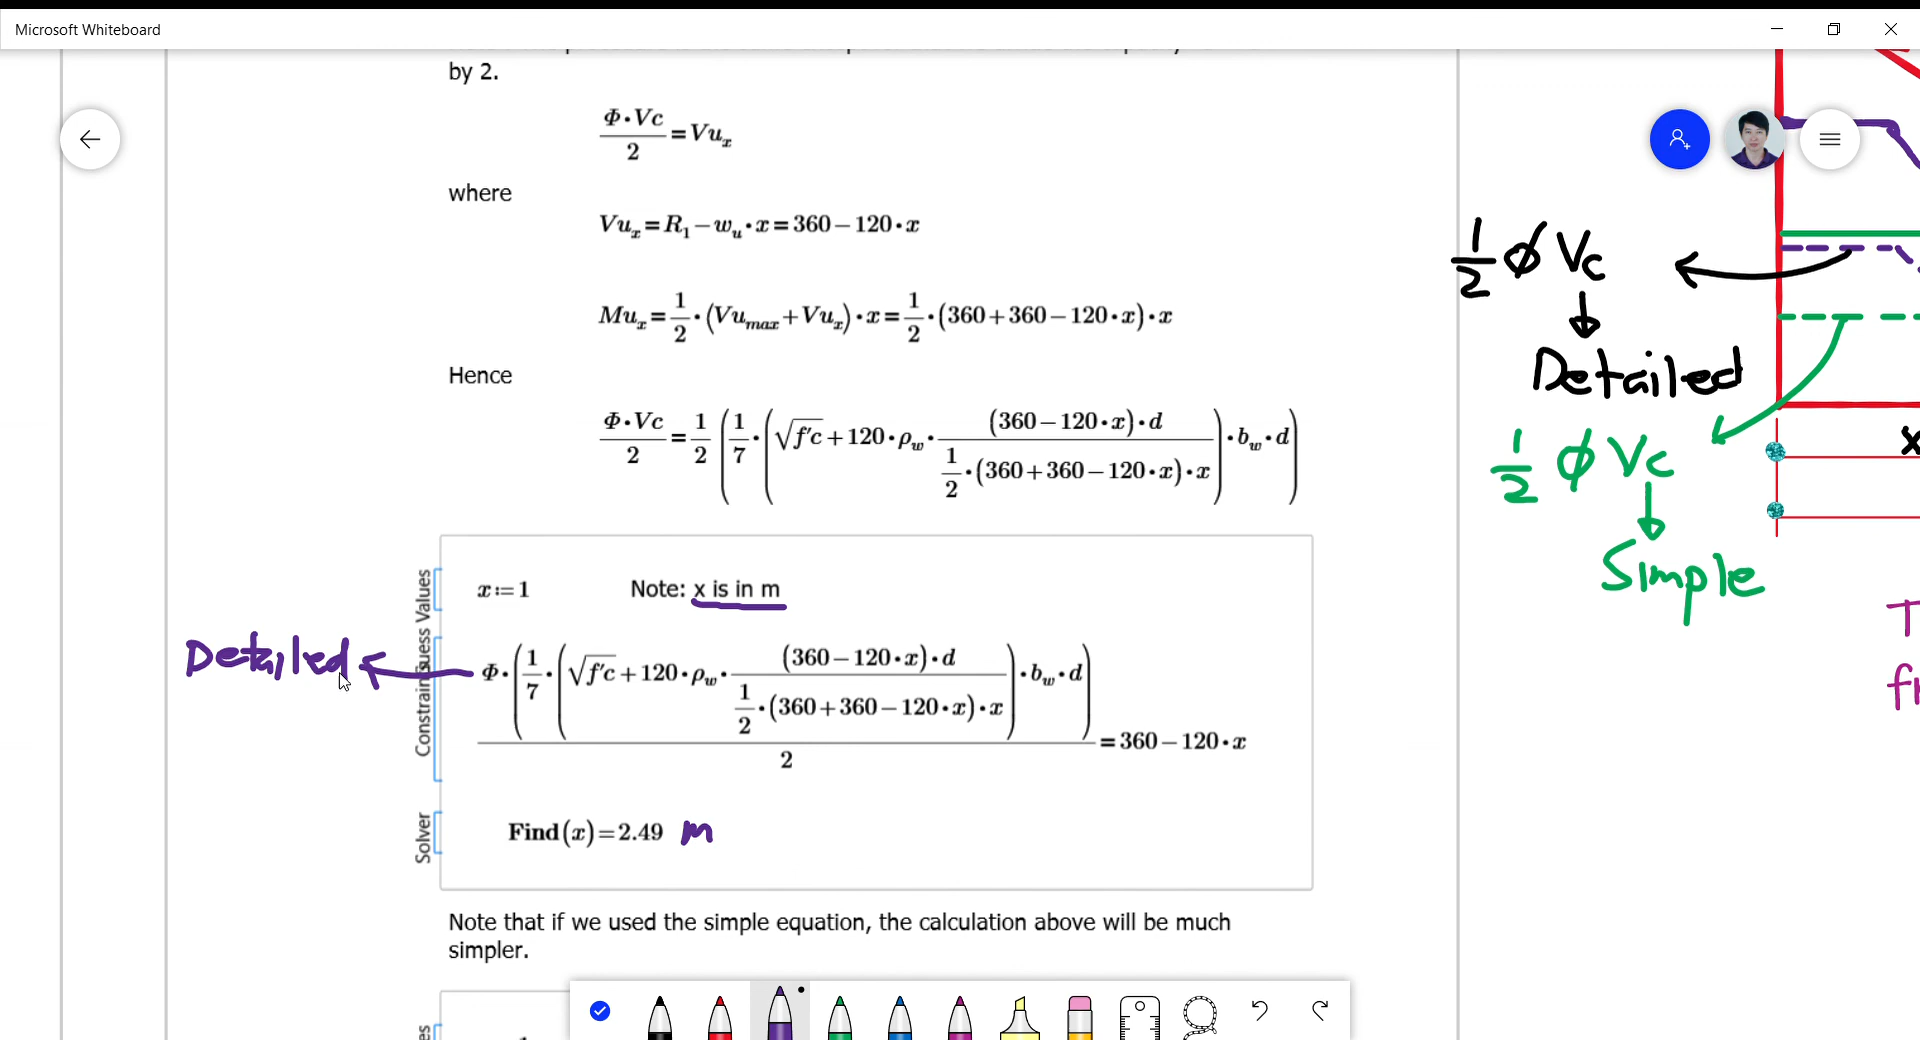 Microsoft Whiteboard
by 2.
Φ·Vc/2 = Vu_x
where
Vu_x = R_1 − w_u·x = 360 − 120·x
Mu_x = 1/2·(Vu_max + Vu_x)·x = 1/2·(360 + 360 − 120·x)·x
Hence
Φ·Vc/2 = 1/2 (1/7·(√f'c + 120·ρ_w·(360 − 120·x)·d / (1/2·(360 + 360 − 120·x)·x))·b_w·d)
Guess Values
x := 1 Note: x is in m
Constraints
Detailed
Φ·(1/7·(√f'c + 120·ρ_w·(360 − 120·x)·d / (1/2·(360 + 360 − 120·x)·x))·b_w·d) / 2 = 360 − 120·x
Solver
Find(x) = 2.49 m
Note that if we used the simple equation, the calculation above will be much
simpler.
1/2 ϕ Vc
Detailed
1/2 ϕ Vc
Simple
x
T
fr